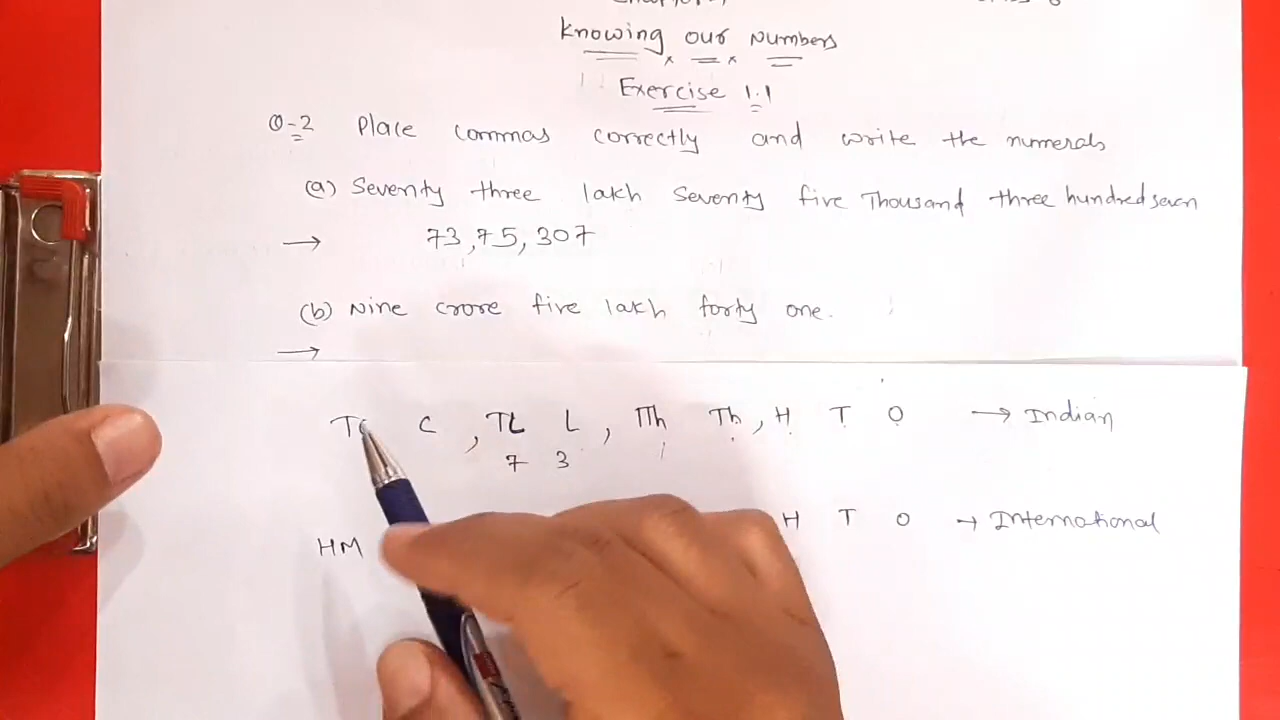 Knowing our Numbers
Exercise 1.1
Q-2 Place commas correctly and write the numerals
(a) Seventy three lakh seventy five Thousand three hundred seven
→ 73,75,307
(b) Nine crore five lakh forty one.
→
TC C , TL L , TTh Th , H T O → Indian
7 3
HM H T O → International